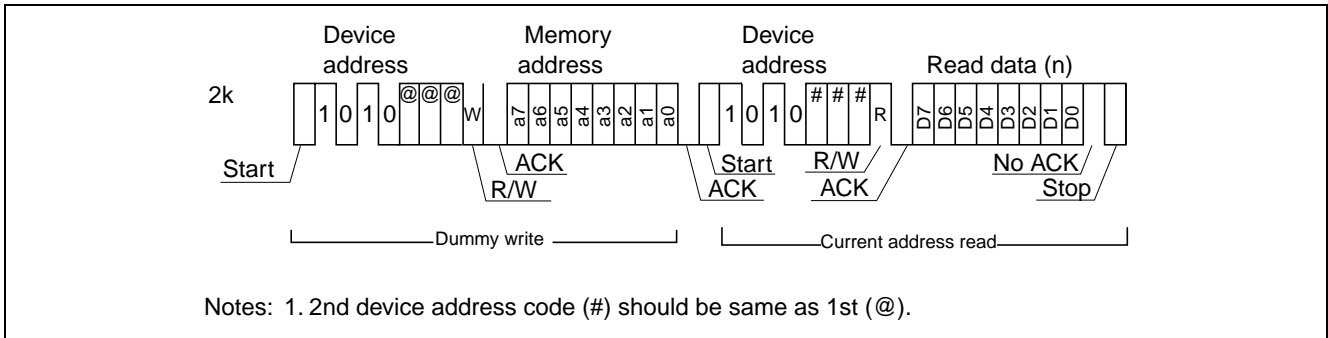 Device address
Memory address
Device address
Read data (n)
2k
1 0 1 0 @ @ @ W a7 a6 a5 a4 a3 a2 a1 a0 1 0 1 0 # # # R D7 D6 D5 D4 D3 D2 D1 D0
Start
ACK
R/W
Start
ACK
R/W
ACK
No ACK
Stop
Dummy write
Current address read
Notes: 1. 2nd device address code (#) should be same as 1st (@).